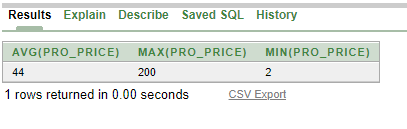 Results Explain Describe Saved SQL History
AVG(PRO_PRICE) MAX(PRO_PRICE) MIN(PRO_PRICE)
44 200 2
1 rows returned in 0.00 seconds CSV Export